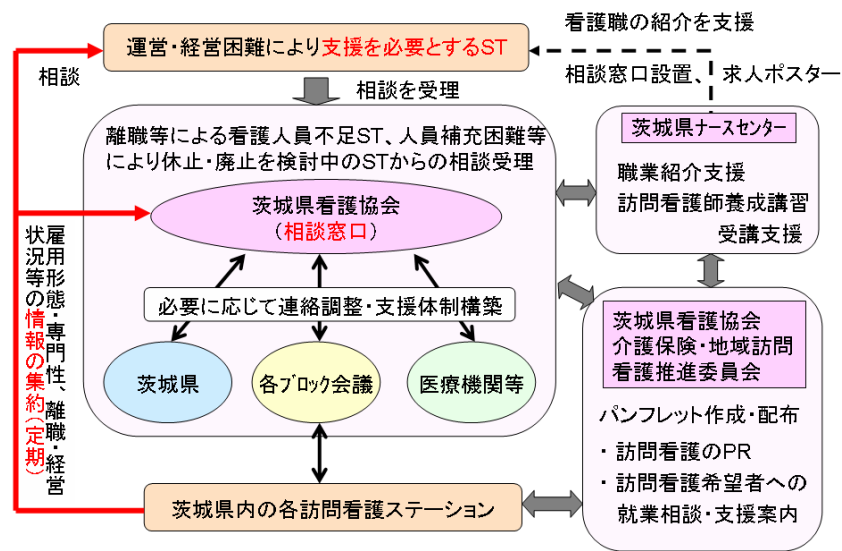 看護職の紹介を支援
運営・経営困難により支援を必要とするST
相談
相談を受理
相談窓口設置、求人ポスター
離職等による看護人員不足ST、人員補充困難等
により休止・廃止を検討中のSTからの相談受理
茨城県看護協会
(相談窓口)
必要に応じて連絡調整・支援体制構築
茨城県
各ブロック会議
医療機関等
茨城県ナースセンター
職業紹介支援
訪問看護師養成講習
受講支援
茨城県看護協会
介護保険・地域訪問
看護推進委員会
パンフレット作成・配布
・訪問看護のPR
・訪問看護希望者への
就業相談・支援案内
雇用形態・専門性、離職・経営
状況等の情報の集約(定期)
茨城県内の各訪問看護ステーション